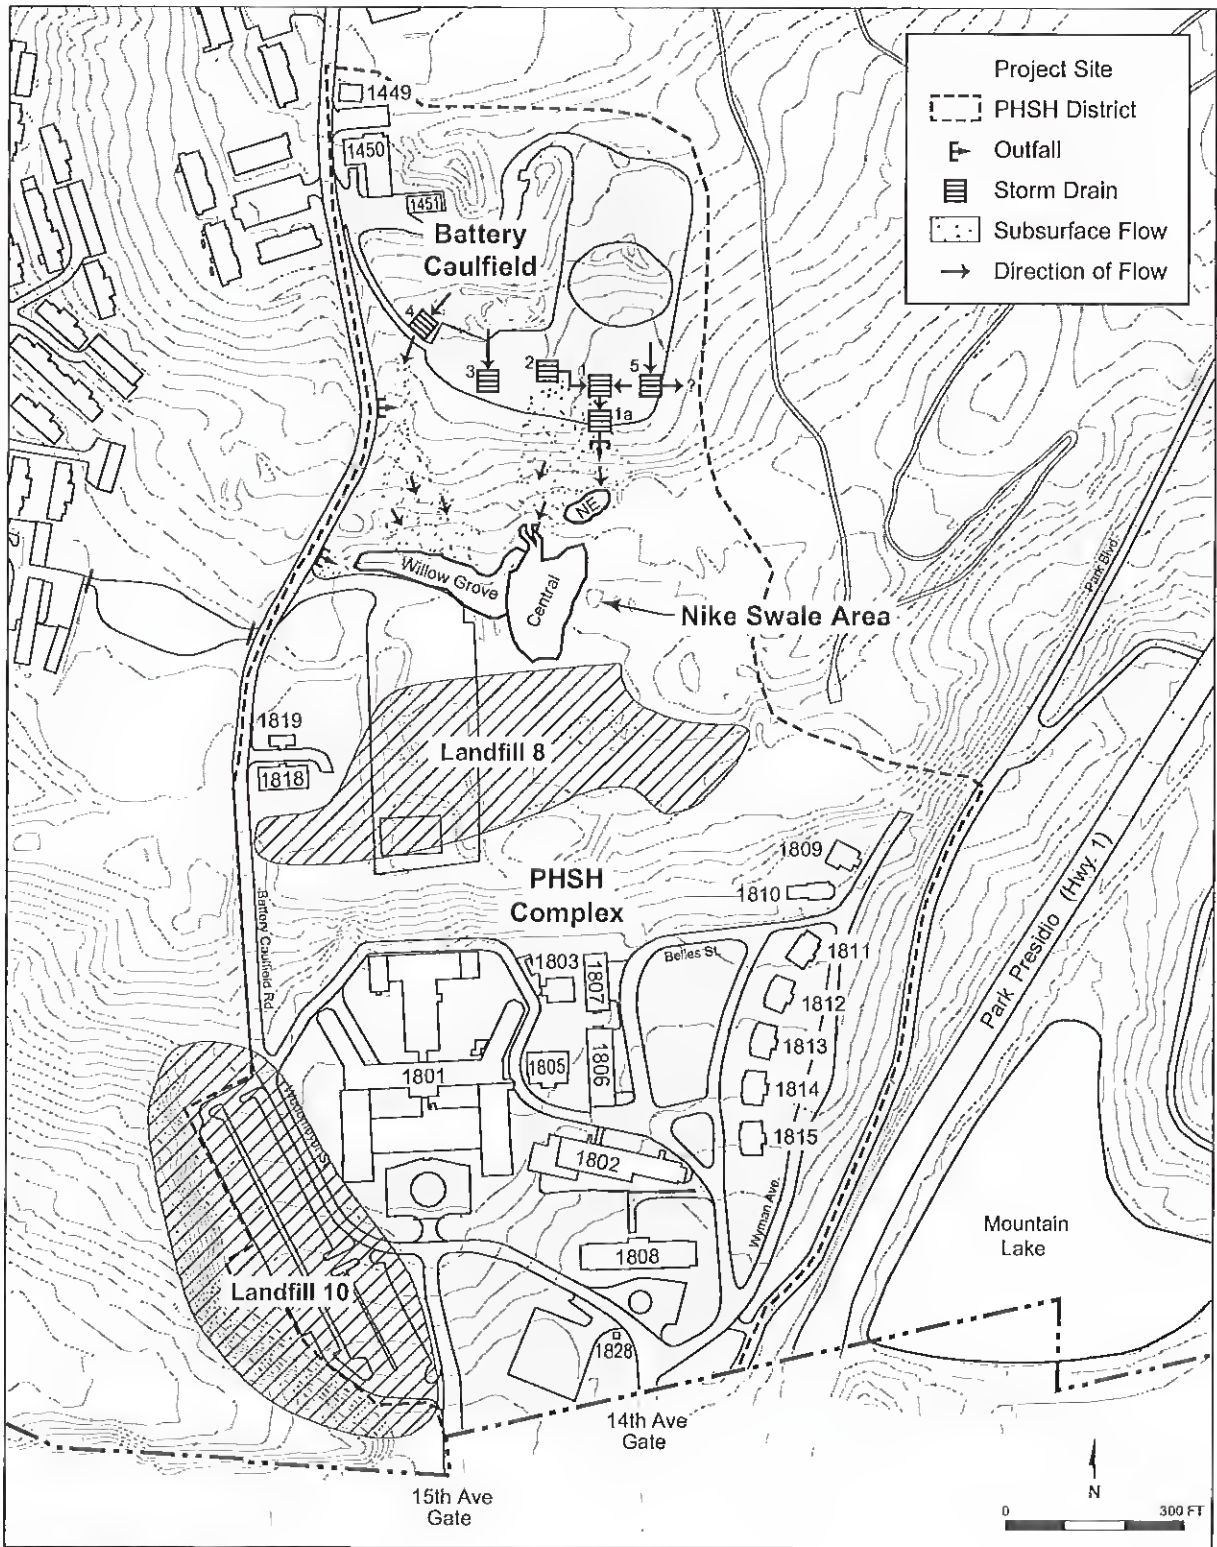 Project Site
PHSH District
Outfall
Storm Drain
Subsurface Flow
Direction of Flow
1449
1450
1451
Battery
Caulfield
4
3
2
5
?
1a
NE
Willow Grove
Central
Nike Swale Area
Park Blvd.
1819
1818
Landfill 8
PHSH
Complex
1809
1810
Battery Caulfield Rd.
Park Presidio (Hwy. 1)
Belles St.
1803
1807
1811
1812
1813
1801
1805
1806
1814
1815
1802
Wyman Ave.
1808
Mountain
Lake
Landfill 10
1828
14th Ave
Gate
15th Ave
Gate
N
0
300 FT